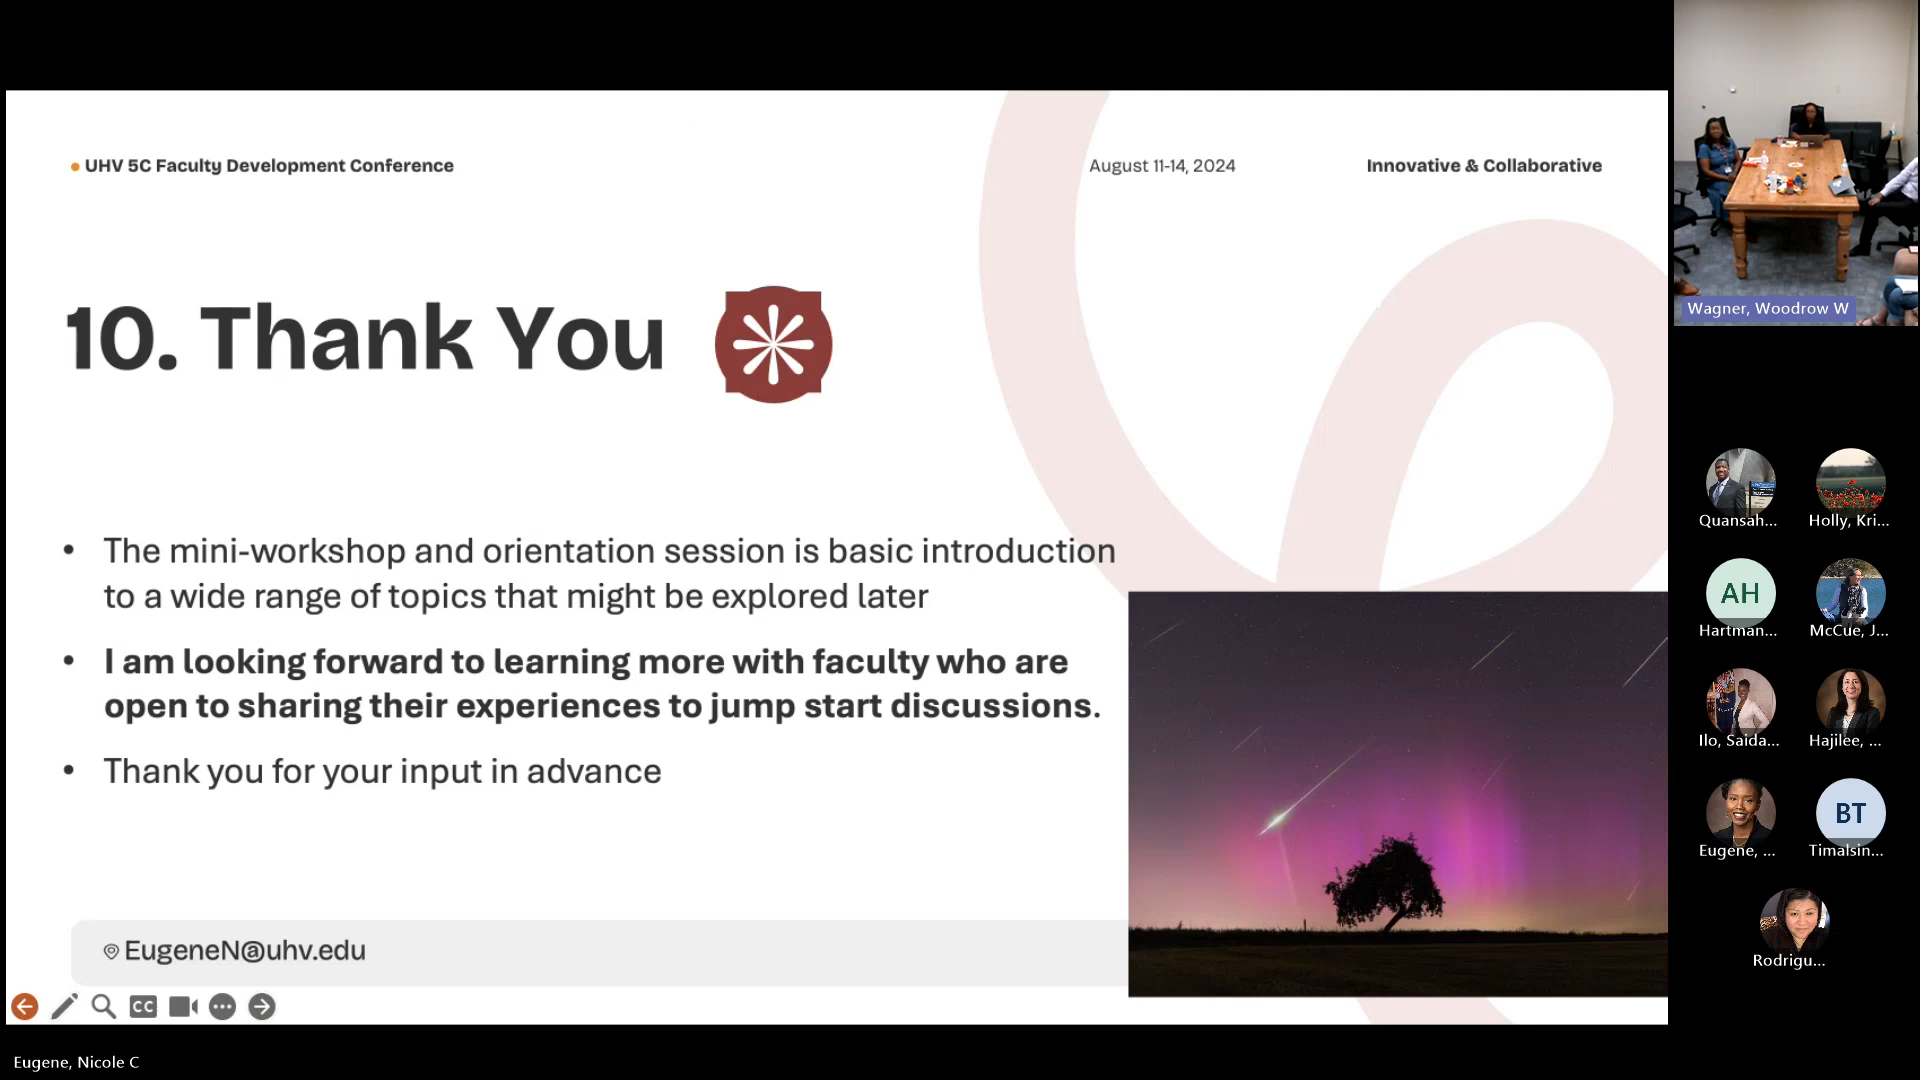 UHV 5C Faculty Development Conference
August 11-14, 2024
Innovative & Collaborative
10. Thank You
• The mini-workshop and orientation session is basic introduction
to a wide range of topics that might be explored later
• I am looking forward to learning more with faculty who are
open to sharing their experiences to jump start discussions.
• Thank you for your input in advance
EugeneN@uhv.edu
CC
Eugene, Nicole C
Wagner, Woodrow W
Quansah...
Holly, Kri...
AH
Hartman...
McCue, J...
Ilo, Saida...
Hajilee, ...
Eugene, ...
BT
Timalsin...
Rodrigu...